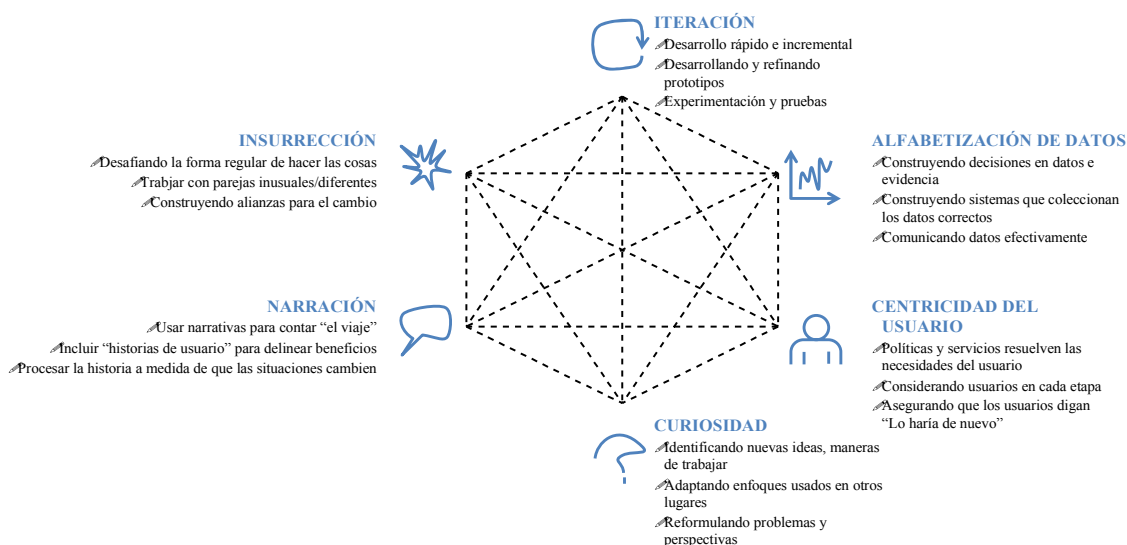 ITERACIÓN
Desarrollo rápido e incremental
Desarrollando y refinando
prototipos
Experimentación y pruebas
INSURRECCIÓN
Desafiando la forma regular de hacer las cosas
Trabjar con parejas inusuales/diferentes
Construyendo alianzas para el cambio
ALFABETIZACIÓN DE DATOS
Construyendo decisiones en datos e
evidencia
Construyendo sistemas que coleccionan
los datos correctos
Comunicando datos efectivamente
NARRACIÓN
Usar narrativas para contar “el viaje”
Incluir “historias de usuario” para delinear beneficios
Procesar la historia a medida de que las situaciones cambien
CENTRICIDAD DEL
USUARIO
Políticas y servicios resuelven las
necesidades del usuario
Considerando usuarios en cada etapa
Asegurando que los usuarios digan
“Lo haría de nuevo”
CURIOSIDAD
Identificando nuevas ideas, maneras
de trabajar
Adaptando enfoques usados en otros
lugares
Reformulando problemas y
perspectivas